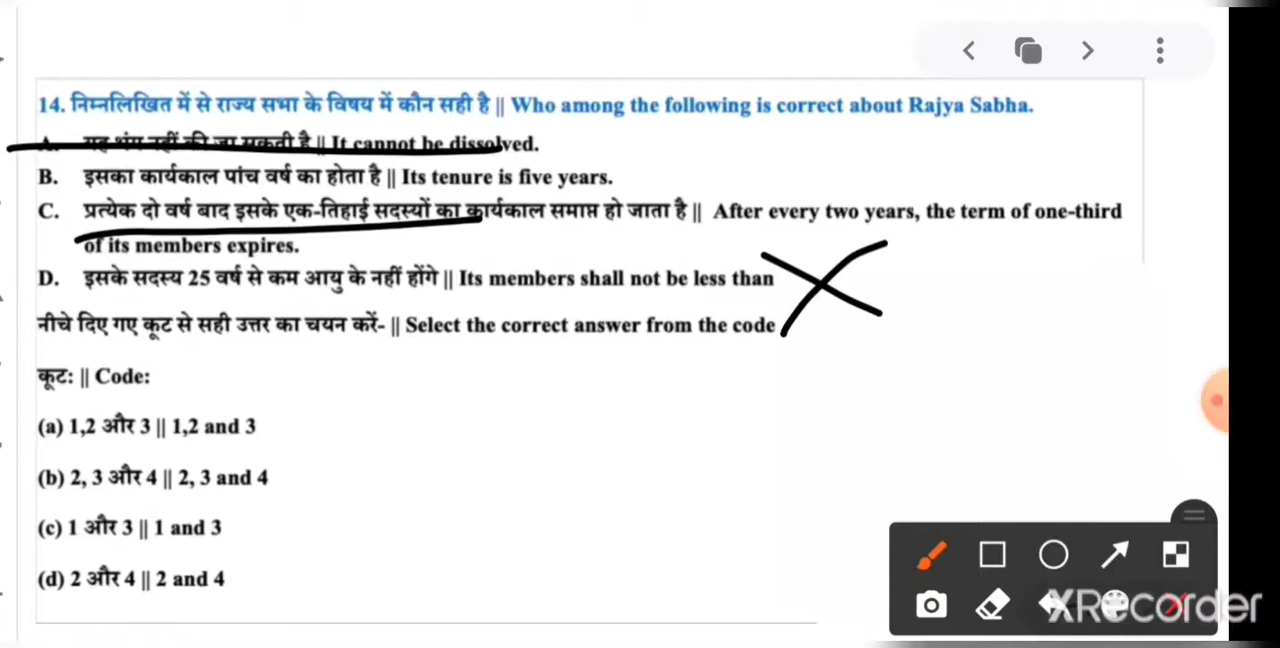 14. निम्नलिखित में से राज्य सभा के विषय में कौन सही है || Who among the following is correct about Rajya Sabha.
A. यह भंग नहीं की जा सकती है || It cannot be dissolved.
B. इसका कार्यकाल पांच वर्ष का होता है || Its tenure is five years.
C. प्रत्येक दो वर्ष बाद इसके एक-तिहाई सदस्यों का कार्यकाल समाप्त हो जाता है || After every two years, the term of one-third
of its members expires.
D. इसके सदस्य 25 वर्ष से कम आयु के नहीं होंगे || Its members shall not be less than
नीचे दिए गए कूट से सही उत्तर का चयन करें- || Select the correct answer from the code
कूट: || Code:
(a) 1,2 और 3 || 1,2 and 3
(b) 2, 3 और 4 || 2, 3 and 4
(c) 1 और 3 || 1 and 3
(d) 2 और 4 || 2 and 4
XRecorder